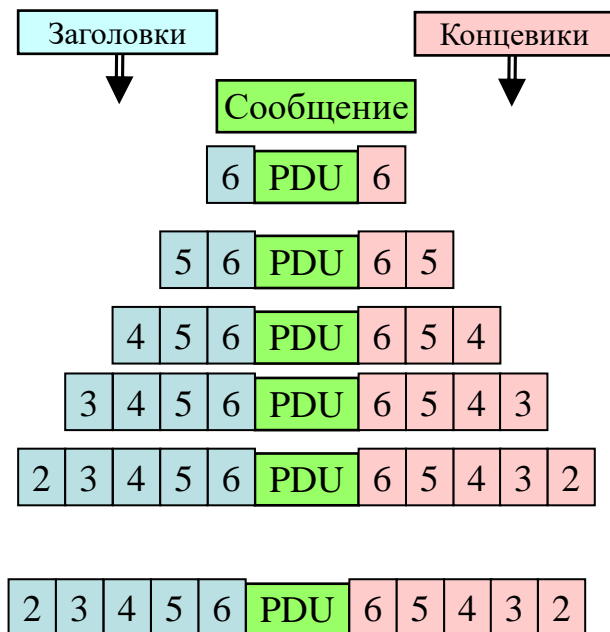 Заголовки Концевики
Сообщение
6 PDU 6
5 6 PDU 6 5
4 5 6 PDU 6 5 4
3 4 5 6 PDU 6 5 4 3
2 3 4 5 6 PDU 6 5 4 3 2
2 3 4 5 6 PDU 6 5 4 3 2